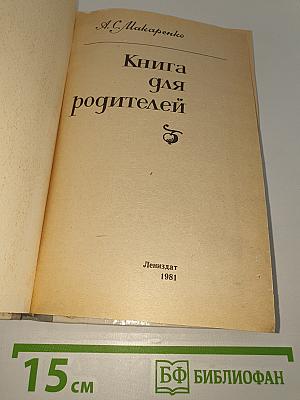 А.С.Макаренко
Книга
для
родителей
Лениздат
1981
15 см
БФ БИБЛИОФАН